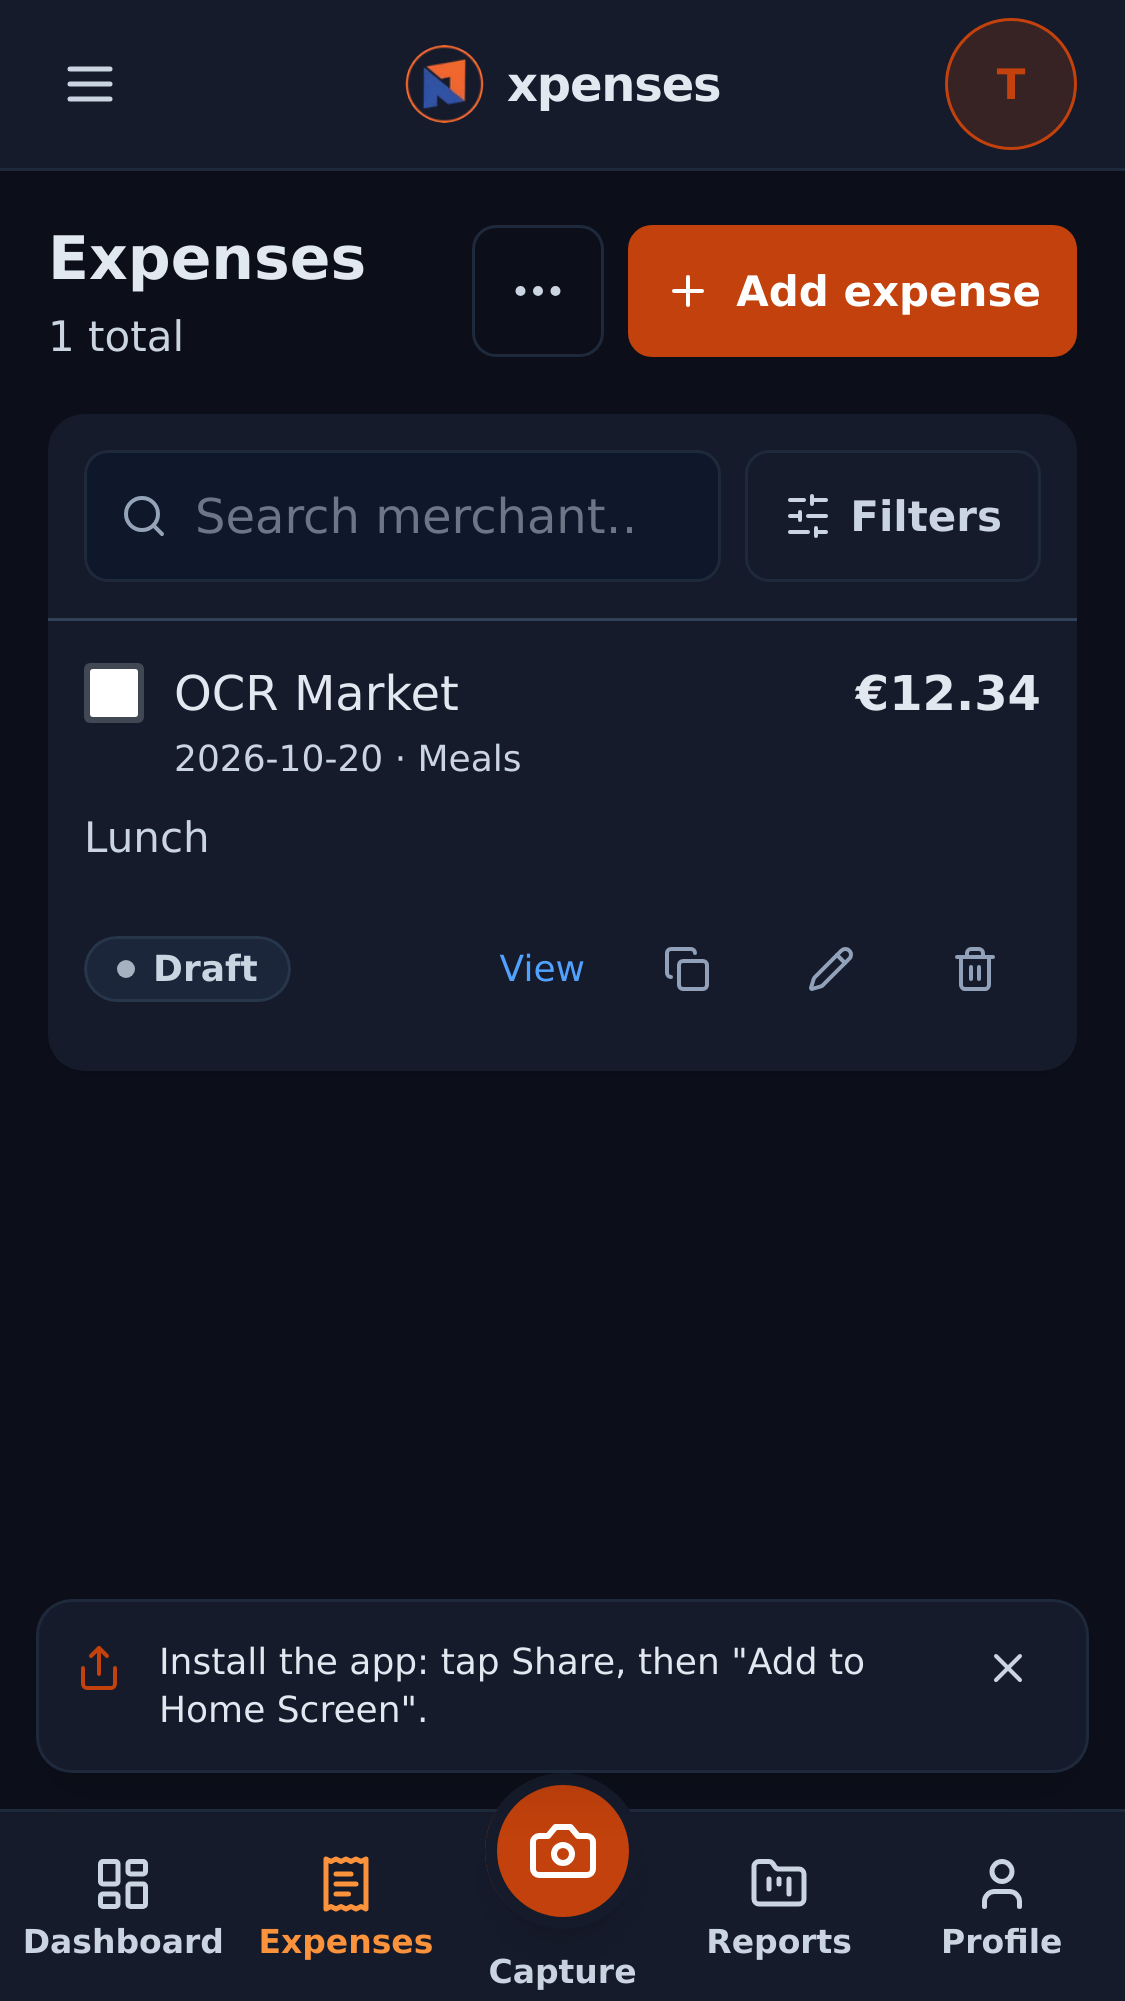 xpenses
T
Expenses
1 total
Add expense
Search merchant..
Filters
OCR Market
€12.34
2026-10-20 · Meals
Lunch
Draft
View
Install the app: tap Share, then "Add to
Home Screen".
Dashboard
Expenses
Capture
Reports
Profile